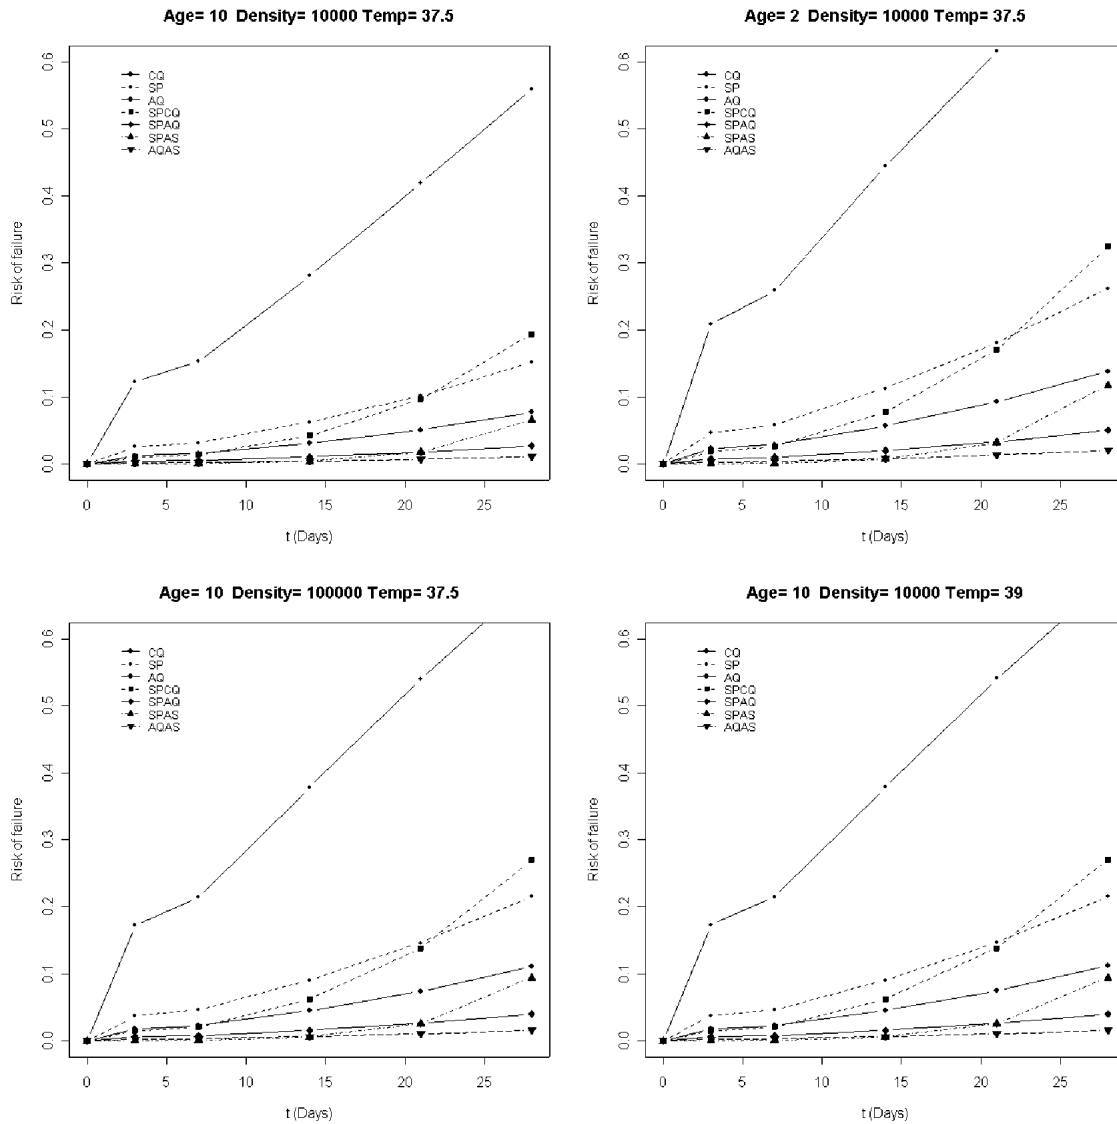 Age= 10 Density= 10000 Temp= 37.5
0.6
0.5
0.4
0.3
0.2
0.1
0.0
Risk of failure
CQ
SP
AQ
SPCQ
SPAQ
SPAS
AQAS
0 5 10 15 20 25
t (Days)
Age= 2 Density= 10000 Temp= 37.5
0.6
0.5
0.4
0.3
0.2
0.1
0.0
Risk of failure
CQ
SP
AQ
SPCQ
SPAQ
SPAS
AQAS
0 5 10 15 20 25
t (Days)
Age= 10 Density= 100000 Temp= 37.5
0.6
0.5
0.4
0.3
0.2
0.1
0.0
Risk of failure
CQ
SP
AQ
SPCQ
SPAQ
SPAS
AQAS
0 5 10 15 20 25
t (Days)
Age= 10 Density= 10000 Temp= 39
0.6
0.5
0.4
0.3
0.2
0.1
0.0
Risk of failure
CQ
SP
AQ
SPCQ
SPAQ
SPAS
AQAS
0 5 10 15 20 25
t (Days)